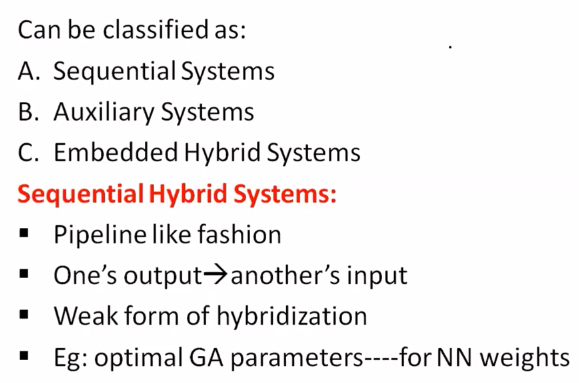 Can be classified as:
A. Sequential Systems
B. Auxiliary Systems
C. Embedded Hybrid Systems
Sequential Hybrid Systems:
▪ Pipeline like fashion
▪ One’s output→another’s input
▪ Weak form of hybridization
▪ Eg: optimal GA parameters----for NN weights